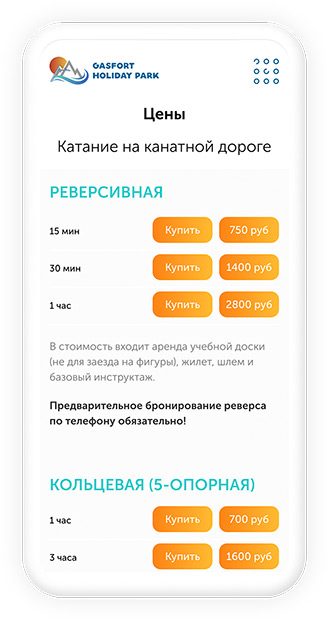 GASFORT
HOLIDAY PARK
Цены
Катание на канатной дороге
РЕВЕРСИВНАЯ
15 мин Купить 750 руб
30 мин Купить 1400 руб
1 час Купить 2800 руб
В стоимость входит аренда учебной доски
(не для заезда на фигуры), жилет, шлем и
базовый инструктаж.
Предварительное бронирование реверса
по телефону обязательно!
КОЛЬЦЕВАЯ (5-ОПОРНАЯ)
1 час Купить 700 руб
3 часа Купить 1600 руб